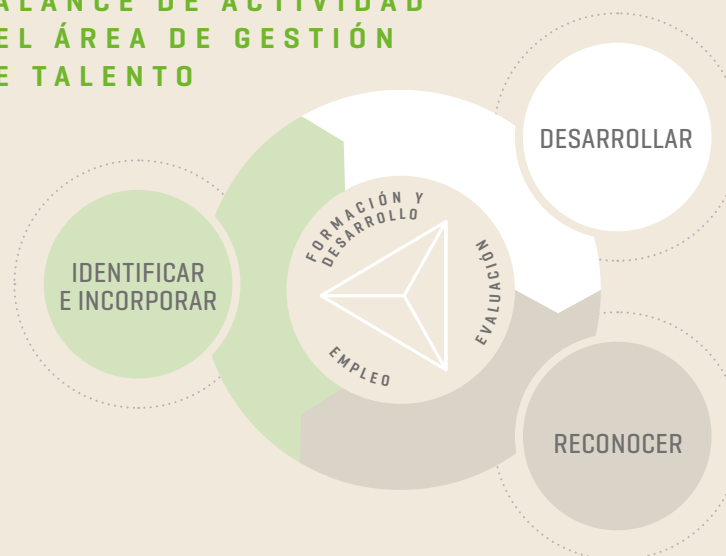 ALANCE DE ACTIVIDAD
EL ÁREA DE GESTIÓN
E TALENTO
DESARROLLAR
FORMACIÓN Y
DESARROLLO
EVALUACIÓN
IDENTIFICAR
E INCORPORAR
EMPLEO
RECONOCER